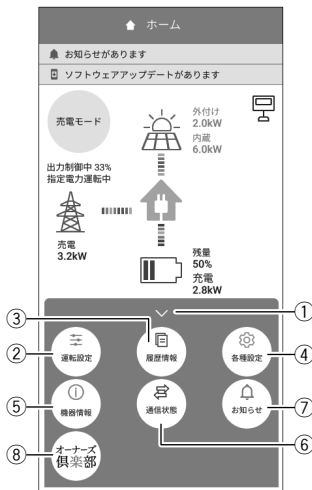 ホーム
お知らせがあります
ソフトウェアアップデートがあります
売電モード
外付け
2.0kW
内蔵
6.0kW
出力制御中 33%
指定電力運転中
売電
3.2kW
残量
50%
充電
2.8kW
①
③
②
運転設定
履歴情報
各種設定
④
⑤
機器情報
通信状態
お知らせ
⑦
⑥
⑧
オーナーズ
倶楽部